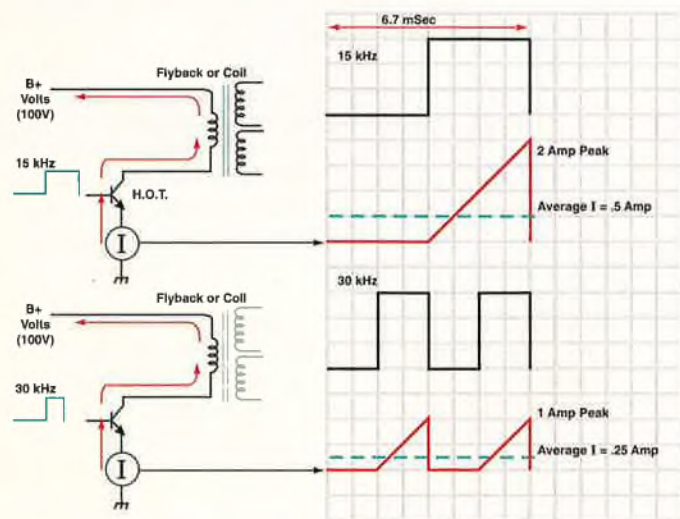 6.7 mSec
15 kHz
Flyback or Coil
B+
Volts
(100V)
15 kHz
H.O.T.
I
2 Amp Peak
Average I = .5 Amp
30 kHz
Flyback or Coil
B+
Volts
(100V)
30 kHz
I
1 Amp Peak
Average I = .25 Amp